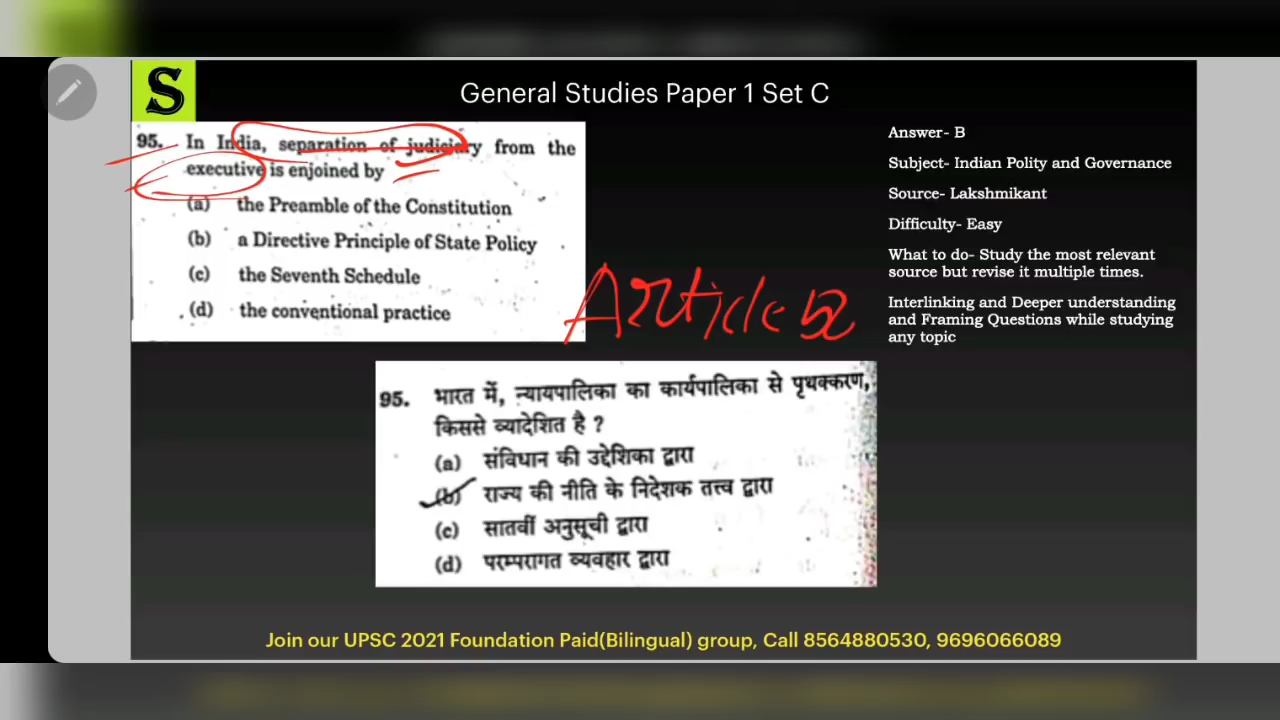 S
General Studies Paper 1 Set C
95. In India, separation of judiciary from the
executive is enjoined by
(a) the Preamble of the Constitution
(b) a Directive Principle of State Policy
(c) the Seventh Schedule
(d) the conventional practice
Answer- B
Subject- Indian Polity and Governance
Source- Lakshmikant
Difficulty- Easy
What to do- Study the most relevant
source but revise it multiple times.
Interlinking and Deeper understanding
and Framing Questions while studying
any topic
Article
95. भारत में, न्यायपालिका का कार्यपालिका से पृथक्करण,
किससे व्यादेशित है ?
(a) संविधान की उद्देशिका द्वारा
(b) राज्य की नीति के निदेशक तत्त्व द्वारा
(c) सातवीं अनुसूची द्वारा
(d) परम्परागत व्यवहार द्वारा
Join our UPSC 2021 Foundation Paid(Bilingual) group, Call 8564880530, 9696066089